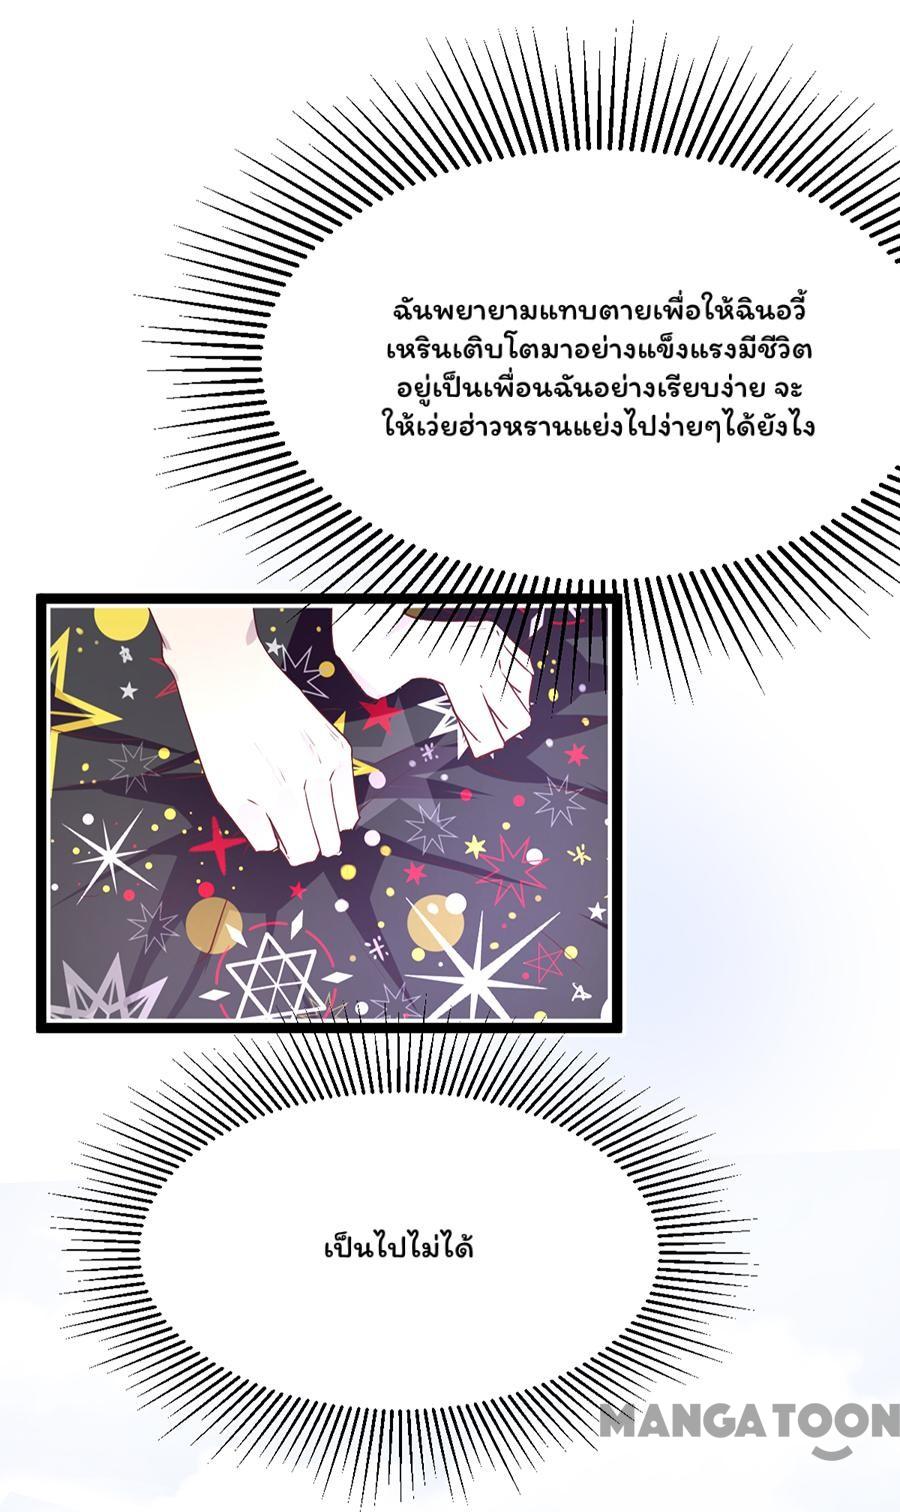 ฉันพยายามแทบตายเพื่อให้ฉินอวี้
เหรินเติบโตมาอย่างแข็งแรงมีชีวิต
อยู่เป็นเพื่อนฉันอย่างเรียบง่าย จะ
ให้เว่ยฮ่าวหรานแย่งไปง่ายๆได้ยังไง
เป็นไปไม่ได้
MANGATOON